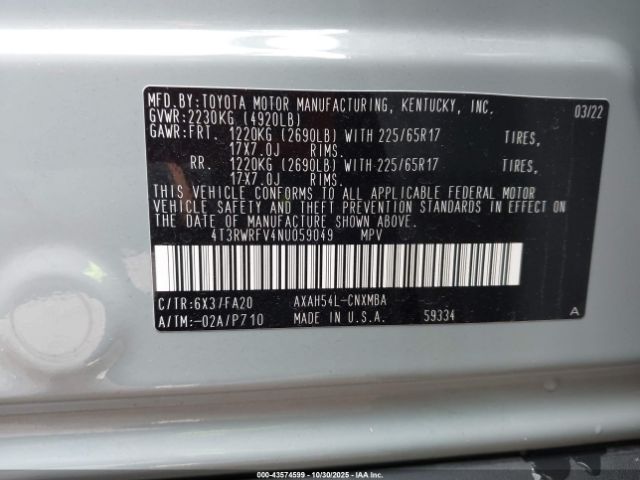 MFD.BY:TOYOTA MOTOR MANUFACTURING, KENTUCKY, INC. 03/22
GVWR:2230KG (4920LB)
GAWR:FRT. 1220KG (2690LB) WITH 225/65R17 TIRES,
17X7.0J RIMS.
RR. 1220KG (2690LB) WITH 225/65R17 TIRES,
17X7.0J RIMS.
THIS VEHICLE CONFORMS TO ALL APPLICABLE FEDERAL MOTOR
VEHICLE SAFETY AND THEFT PREVENTION STANDARDS IN EFFECT ON
THE DATE OF MANUFACTURE SHOWN ABOVE.
4T3RWRFV4NU059049 MPV
C/TR:6X3/FA20 AXAH54L-CNXMBA
A/TM:-02A/P710 MADE IN U.S.A. 59334 A
000 - 43574599 - 10/30/2025 - IAA Inc.